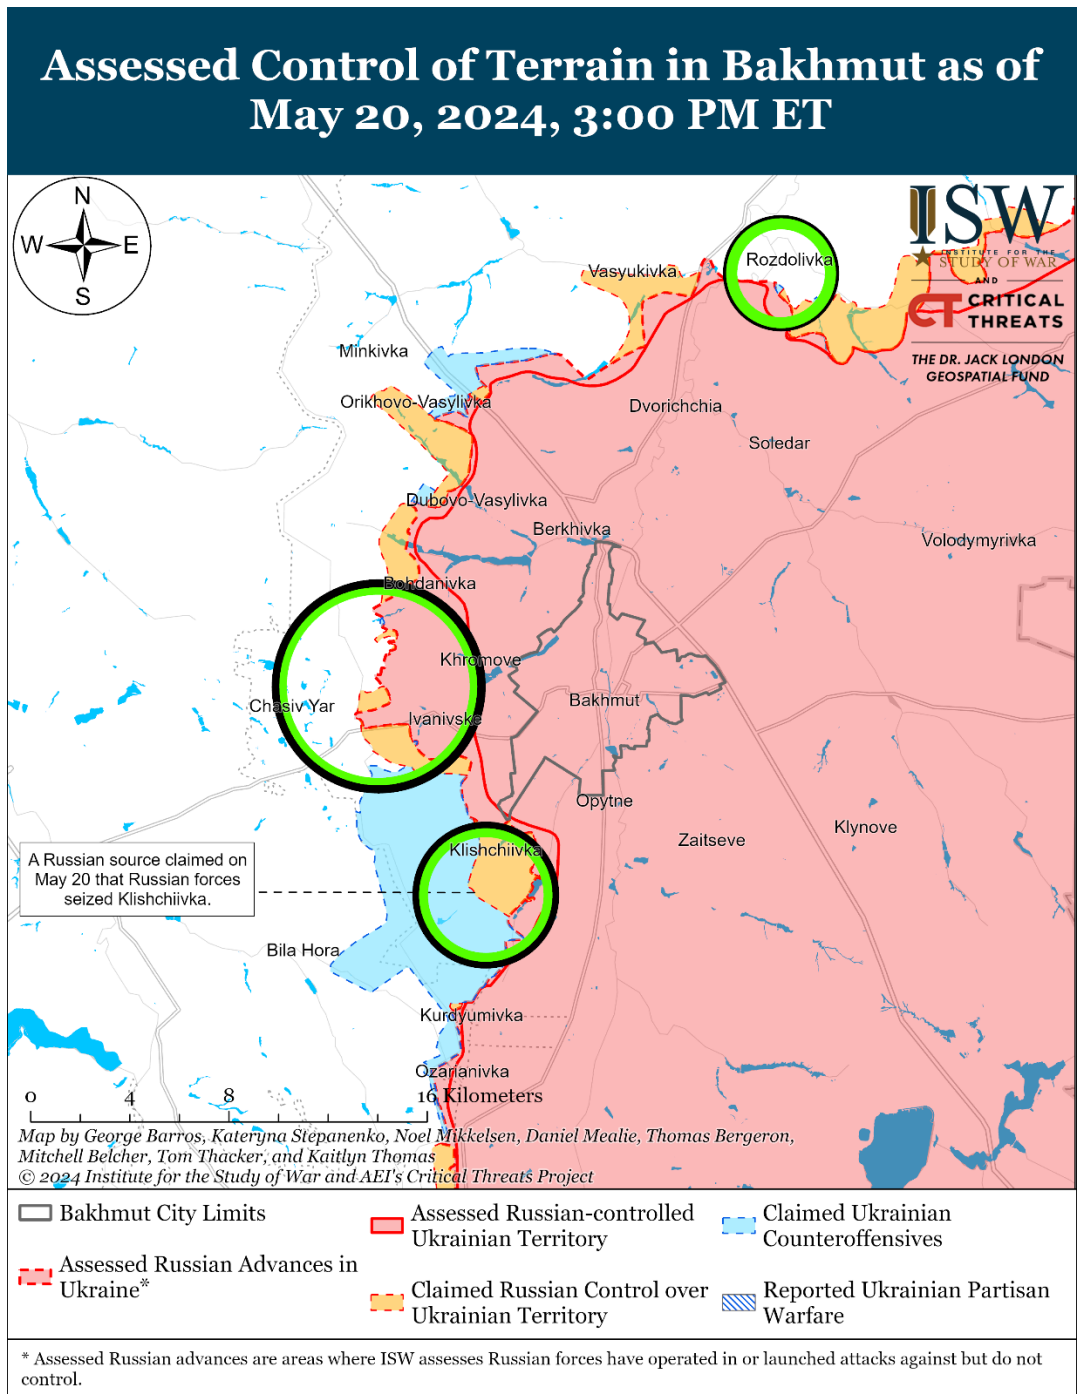 Assessed Control of Terrain in Bakhmut as of
May 20, 2024, 3:00 PM ET
N
W
E
S
ISW
INSTITUTE FOR THE
STUDY OF WAR
AND
CT CRITICAL
THREATS
THE DR. JACK LONDON
GEOSPATIAL FUND
Rozdolivka
Vasyukivka
Minkivka
Orikhovo-Vasylivka
Dvorichchia
Soledar
Dubovo-Vasylivka
Berkhivka
Volodymyrivka
Bohdanivka
Khromove
Chasiv Yar
Ivanivske
Bakhmut
Opytne
Zaitseve
Klynove
Klishchiivka
A Russian source claimed on
May 20 that Russian forces
seized Klishchiivka.
Bila Hora
Kurdyumivka
Ozarianivka
0 4 8 16 Kilometers
Map by George Barros, Kateryna Stepanenko, Noel Mikkelsen, Daniel Mealie, Thomas Bergeron,
Mitchell Belcher, Tom Thacker, and Kaitlyn Thomas
© 2024 Institute for the Study of War and AEI's Critical Threats Project
Bakhmut City Limits
Assessed Russian Advances in
Ukraine*
Assessed Russian-controlled
Ukrainian Territory
Claimed Russian Control over
Ukrainian Territory
Claimed Ukrainian
Counteroffensives
Reported Ukrainian Partisan
Warfare
* Assessed Russian advances are areas where ISW assesses Russian forces have operated in or launched attacks against but do not
control.